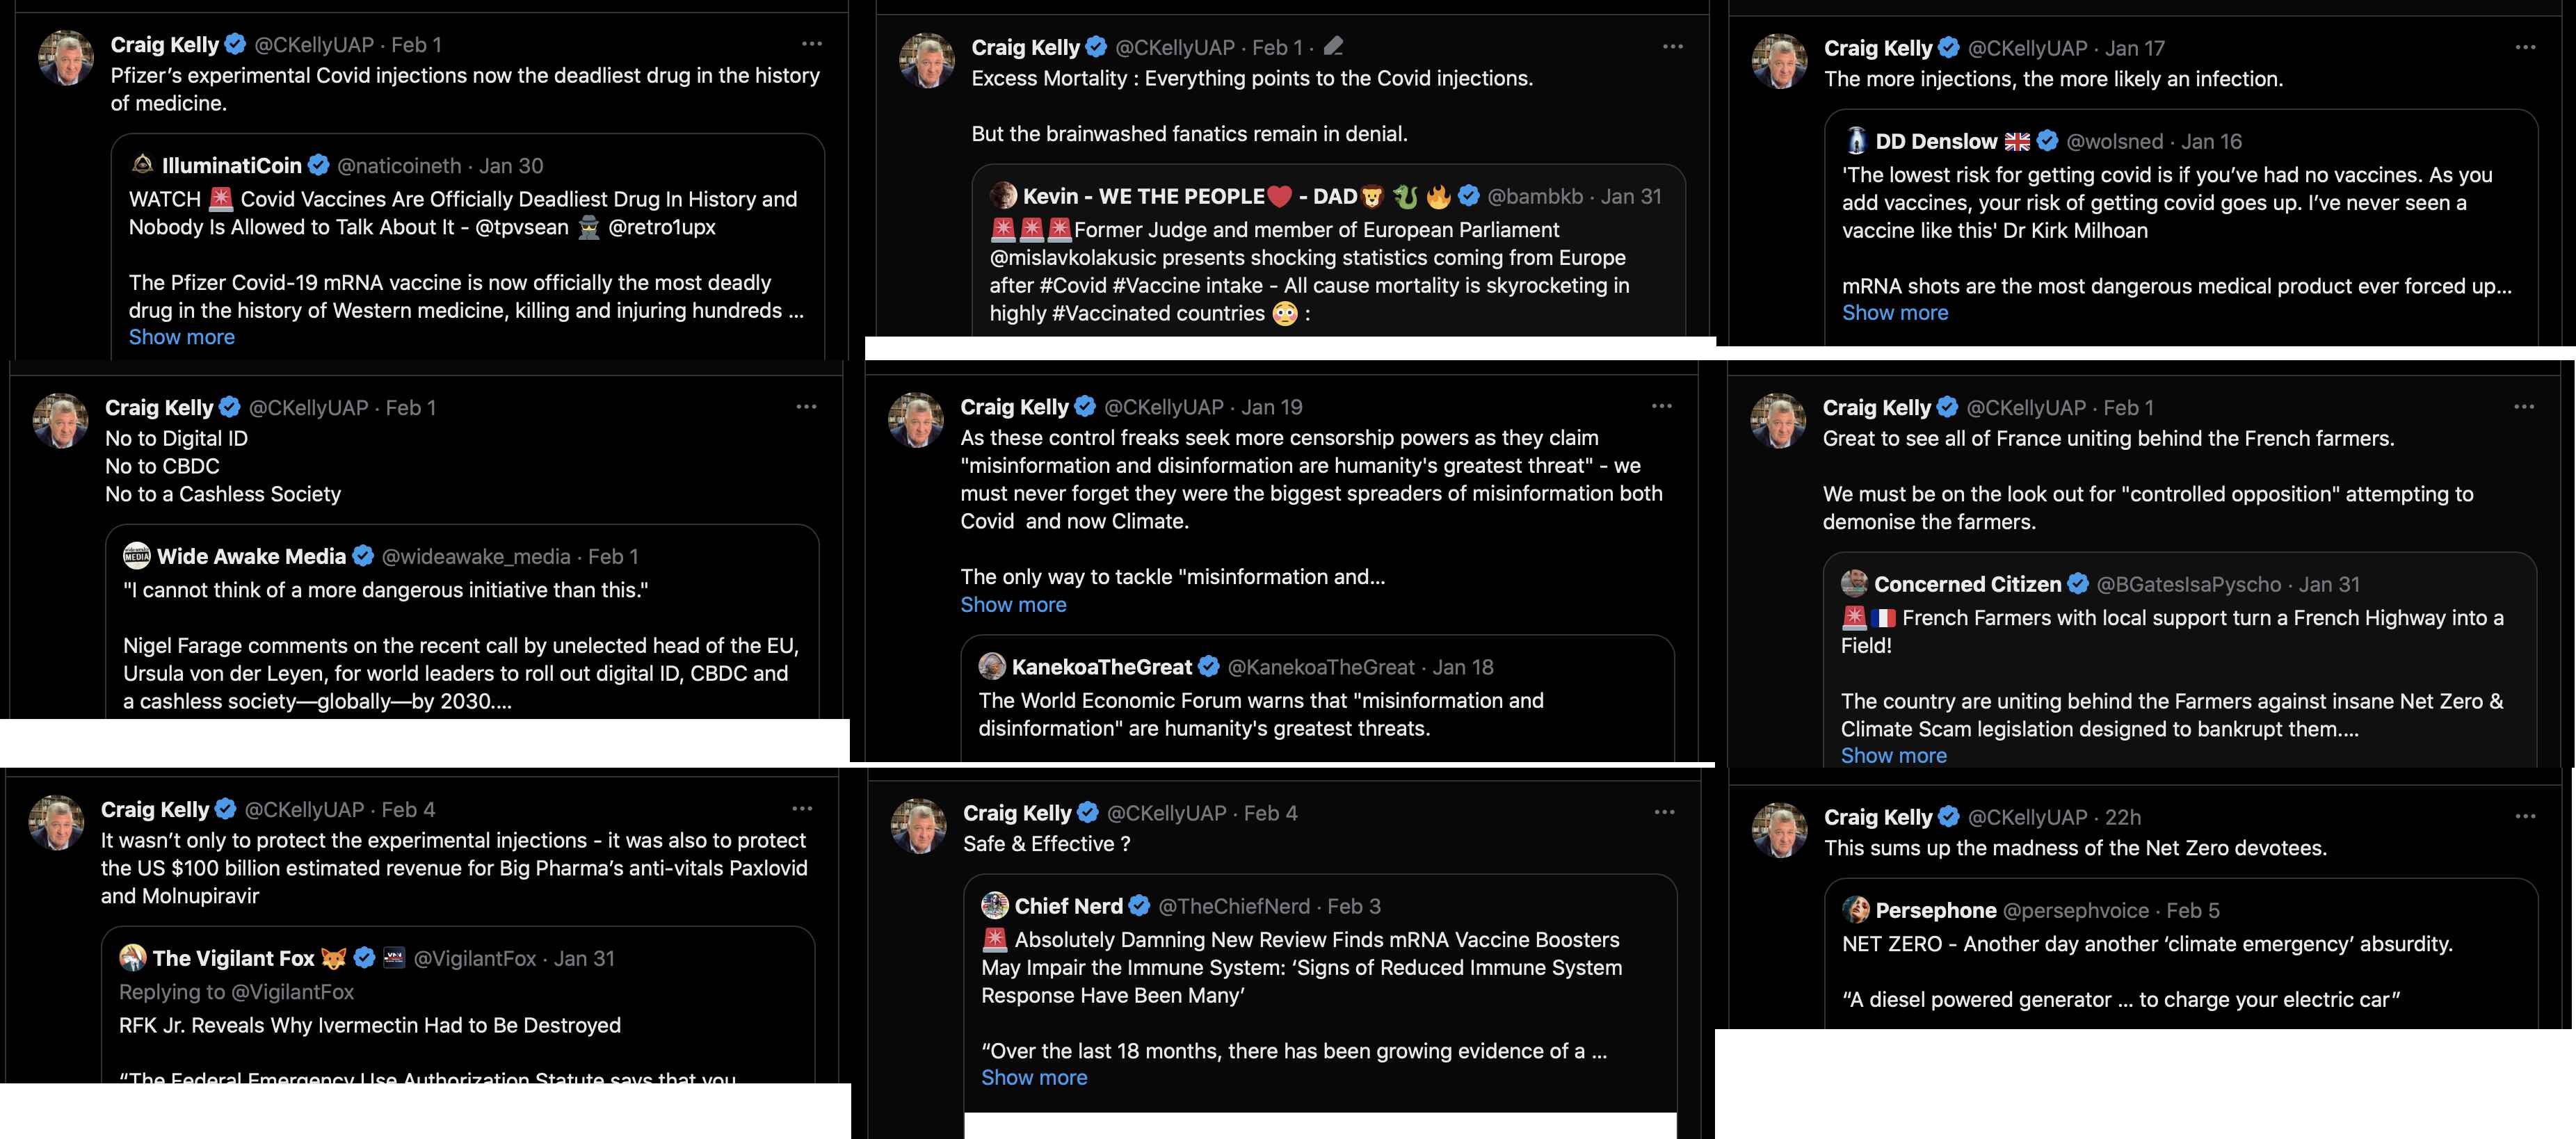 Craig Kelly @CKellyUAP · Feb 1
Pfizer’s experimental Covid injections now the deadliest drug in the history
of medicine.
IlluminatiCoin @naticoineth · Jan 30
WATCH 🚨 Covid Vaccines Are Officially Deadliest Drug In History and
Nobody Is Allowed to Talk About It - @tpvsean 🕵️ @retro1upx
The Pfizer Covid-19 mRNA vaccine is now officially the most deadly
drug in the history of Western medicine, killing and injuring hundreds ...
Show more
Craig Kelly @CKellyUAP · Feb 1 ·
Excess Mortality : Everything points to the Covid injections.
But the brainwashed fanatics remain in denial.
Kevin - WE THE PEOPLE❤️ - DAD🦁 🐍 🔥 @bambkb · Jan 31
🚨🚨🚨Former Judge and member of European Parliament
@mislavkolakusic presents shocking statistics coming from Europe
after #Covid #Vaccine intake - All cause mortality is skyrocketing in
highly #Vaccinated countries 😳 :
Craig Kelly @CKellyUAP · Jan 17
The more injections, the more likely an infection.
DD Denslow 🇬🇧 @wolsned · Jan 16
'The lowest risk for getting covid is if you’ve had no vaccines. As you
add vaccines, your risk of getting covid goes up. I’ve never seen a
vaccine like this' Dr Kirk Milhoan
mRNA shots are the most dangerous medical product ever forced up...
Show more
Craig Kelly @CKellyUAP · Feb 1
No to Digital ID
No to CBDC
No to a Cashless Society
MEDIA
Wide Awake Media @wideawake_media · Feb 1
"I cannot think of a more dangerous initiative than this."
Nigel Farage comments on the recent call by unelected head of the EU,
Ursula von der Leyen, for world leaders to roll out digital ID, CBDC and
a cashless society—globally—by 2030....
Craig Kelly @CKellyUAP · Jan 19
As these control freaks seek more censorship powers as they claim
"misinformation and disinformation are humanity's greatest threat" - we
must never forget they were the biggest spreaders of misinformation both
Covid  and now Climate.
The only way to tackle "misinformation and...
Show more
KanekoaTheGreat @KanekoaTheGreat · Jan 18
The World Economic Forum warns that "misinformation and
disinformation" are humanity's greatest threats.
Craig Kelly @CKellyUAP · Feb 1
Great to see all of France uniting behind the French farmers.
We must be on the look out for "controlled opposition" attempting to
demonise the farmers.
Concerned Citizen @BGatesIsaPyscho · Jan 31
🚨🇫🇷 French Farmers with local support turn a French Highway into a
Field!
The country are uniting behind the Farmers against insane Net Zero &
Climate Scam legislation designed to bankrupt them....
Show more
Craig Kelly @CKellyUAP · Feb 4
It wasn’t only to protect the experimental injections - it was also to protect
the US $100 billion estimated revenue for Big Pharma’s anti-vitals Paxlovid
and Molnupiravir
The Vigilant Fox 🦊 @VigilantFox · Jan 31
Replying to @VigilantFox
RFK Jr. Reveals Why Ivermectin Had to Be Destroyed
“The Federal Emergency Use Authorization Statute says that you
Craig Kelly @CKellyUAP · Feb 4
Safe & Effective ?
Chief Nerd @TheChiefNerd · Feb 3
🚨 Absolutely Damning New Review Finds mRNA Vaccine Boosters
May Impair the Immune System: ‘Signs of Reduced Immune System
Response Have Been Many’
“Over the last 18 months, there has been growing evidence of a ...
Show more
Craig Kelly @CKellyUAP · 22h
This sums up the madness of the Net Zero devotees.
Persephone @persephvoice · Feb 5
NET ZERO - Another day another ‘climate emergency’ absurdity.
“A diesel powered generator ... to charge your electric car”